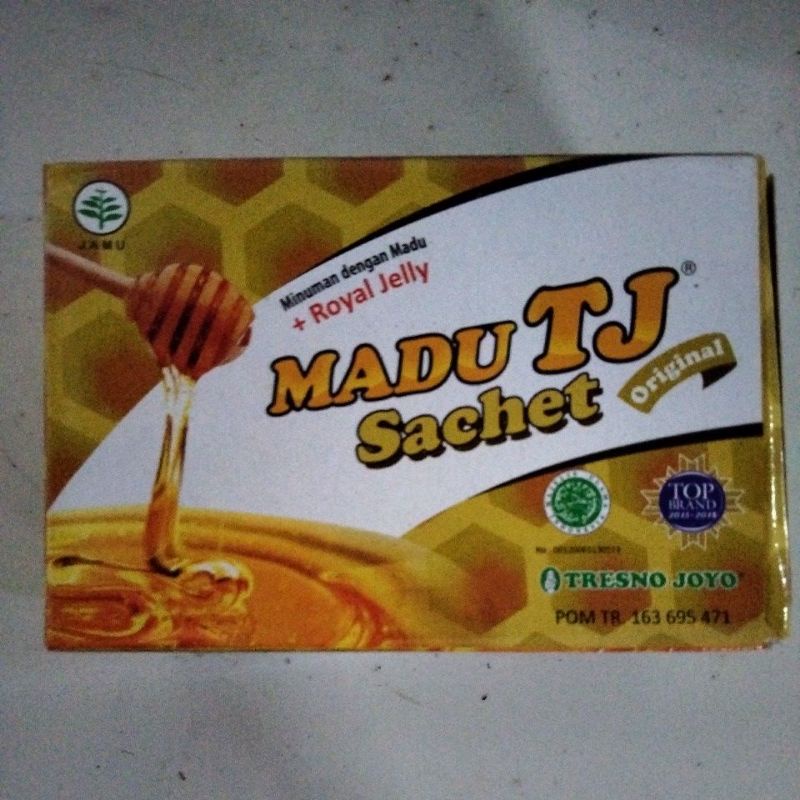 JAMU
Minuman dengan Madu
+ Royal Jelly
MADU TJ®
Sachet
Original
TOP
BRAND
TRESNO JOYO
POM TR. 163 695 471